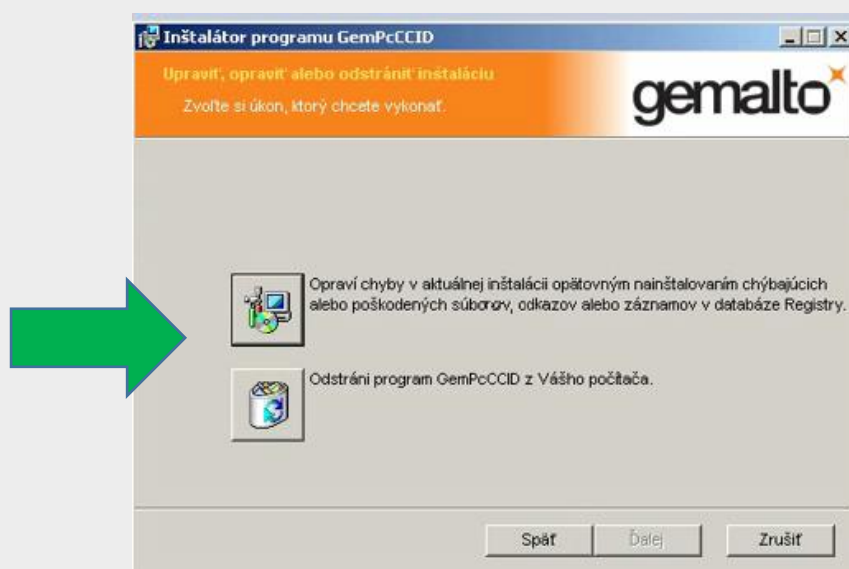 Inštalátor programu GemPcCCID
Upraviť, opraviť alebo odstrániť inštaláciu
Zvoľte si úkon, ktorý chcete vykonať.
gemalto
Opraví chyby v aktuálnej inštalácii opätovným nainštalovaním chýbajúcich
alebo poškodených súborov, odkazov alebo záznamov v databáze Registry.
Odstráni program GemPcCCID z Vášho počítača.
Späť
Ďalej
Zrušiť